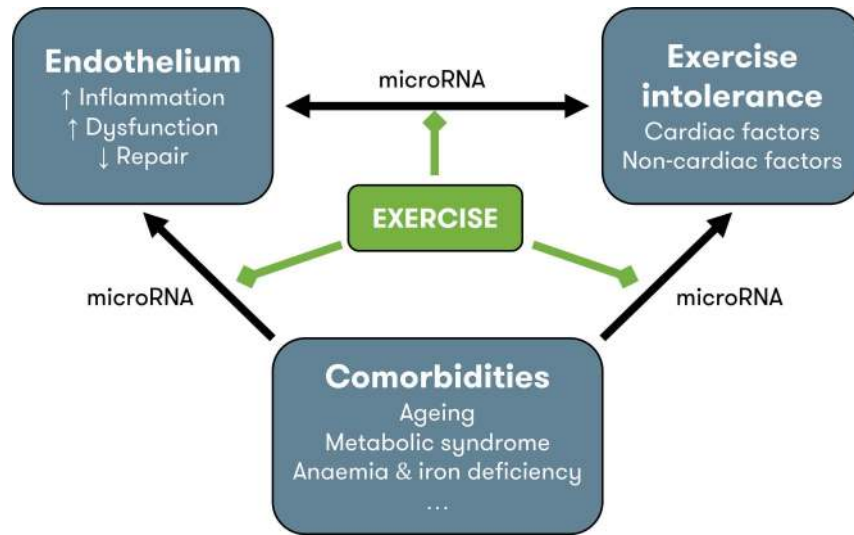 Endothelium
↑ Inflammation
↑ Dysfunction
↓ Repair
microRNA
Exercise
intolerance
Cardiac factors
Non-cardiac factors
EXERCISE
microRNA
microRNA
Comorbidities
Ageing
Metabolic syndrome
Anaemia & iron deficiency
...